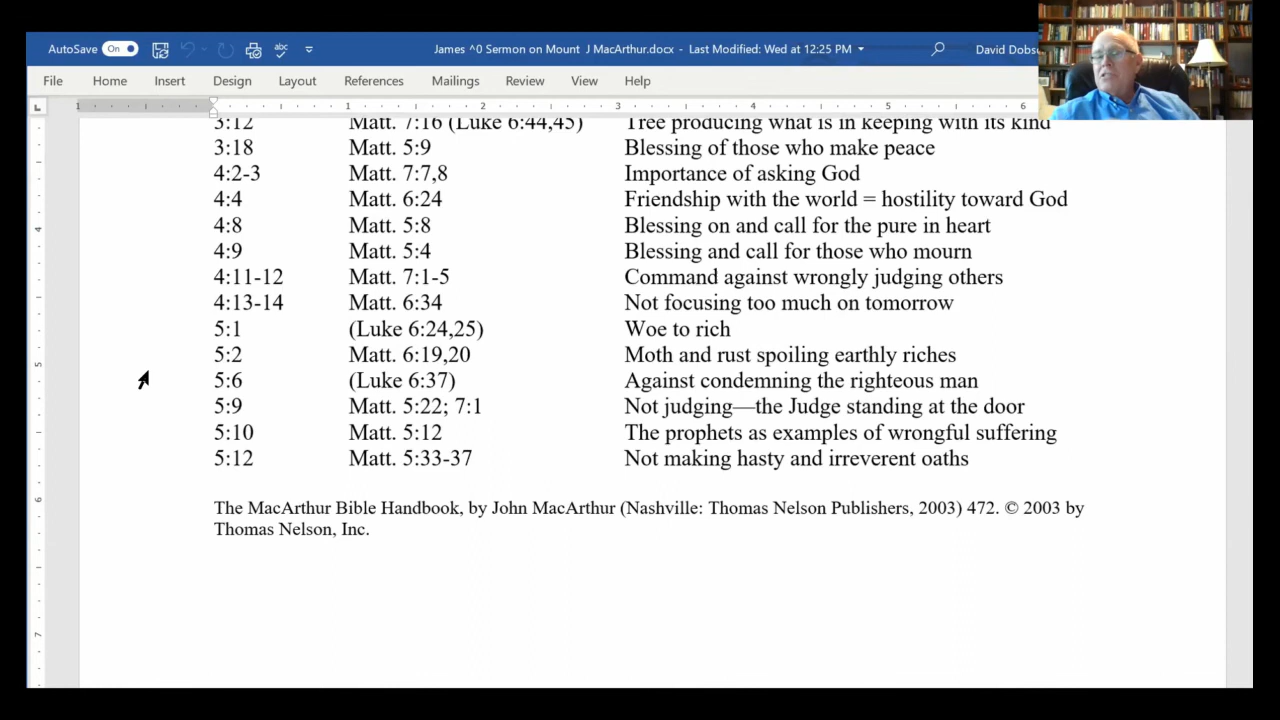 AutoSave On James ^0 Sermon on Mount J MacArthur.docx - Last Modified: Wed at 12:25 PM David Dobs
File Home Insert Design Layout References Mailings Review View Help
1 1 2 3 4 5 6
3:12 Matt. 7:16 (Luke 6:44,45) Tree producing what is in keeping with its kind
3:18 Matt. 5:9 Blessing of those who make peace
4:2-3 Matt. 7:7,8 Importance of asking God
4:4 Matt. 6:24 Friendship with the world = hostility toward God
4:8 Matt. 5:8 Blessing on and call for the pure in heart
4:9 Matt. 5:4 Blessing and call for those who mourn
4:11-12 Matt. 7:1-5 Command against wrongly judging others
4:13-14 Matt. 6:34 Not focusing too much on tomorrow
5:1 (Luke 6:24,25) Woe to rich
5:2 Matt. 6:19,20 Moth and rust spoiling earthly riches
5:6 (Luke 6:37) Against condemning the righteous man
5:9 Matt. 5:22; 7:1 Not judging—the Judge standing at the door
5:10 Matt. 5:12 The prophets as examples of wrongful suffering
5:12 Matt. 5:33-37 Not making hasty and irreverent oaths
The MacArthur Bible Handbook, by John MacArthur (Nashville: Thomas Nelson Publishers, 2003) 472. © 2003 by
Thomas Nelson, Inc.
4
5
6
7